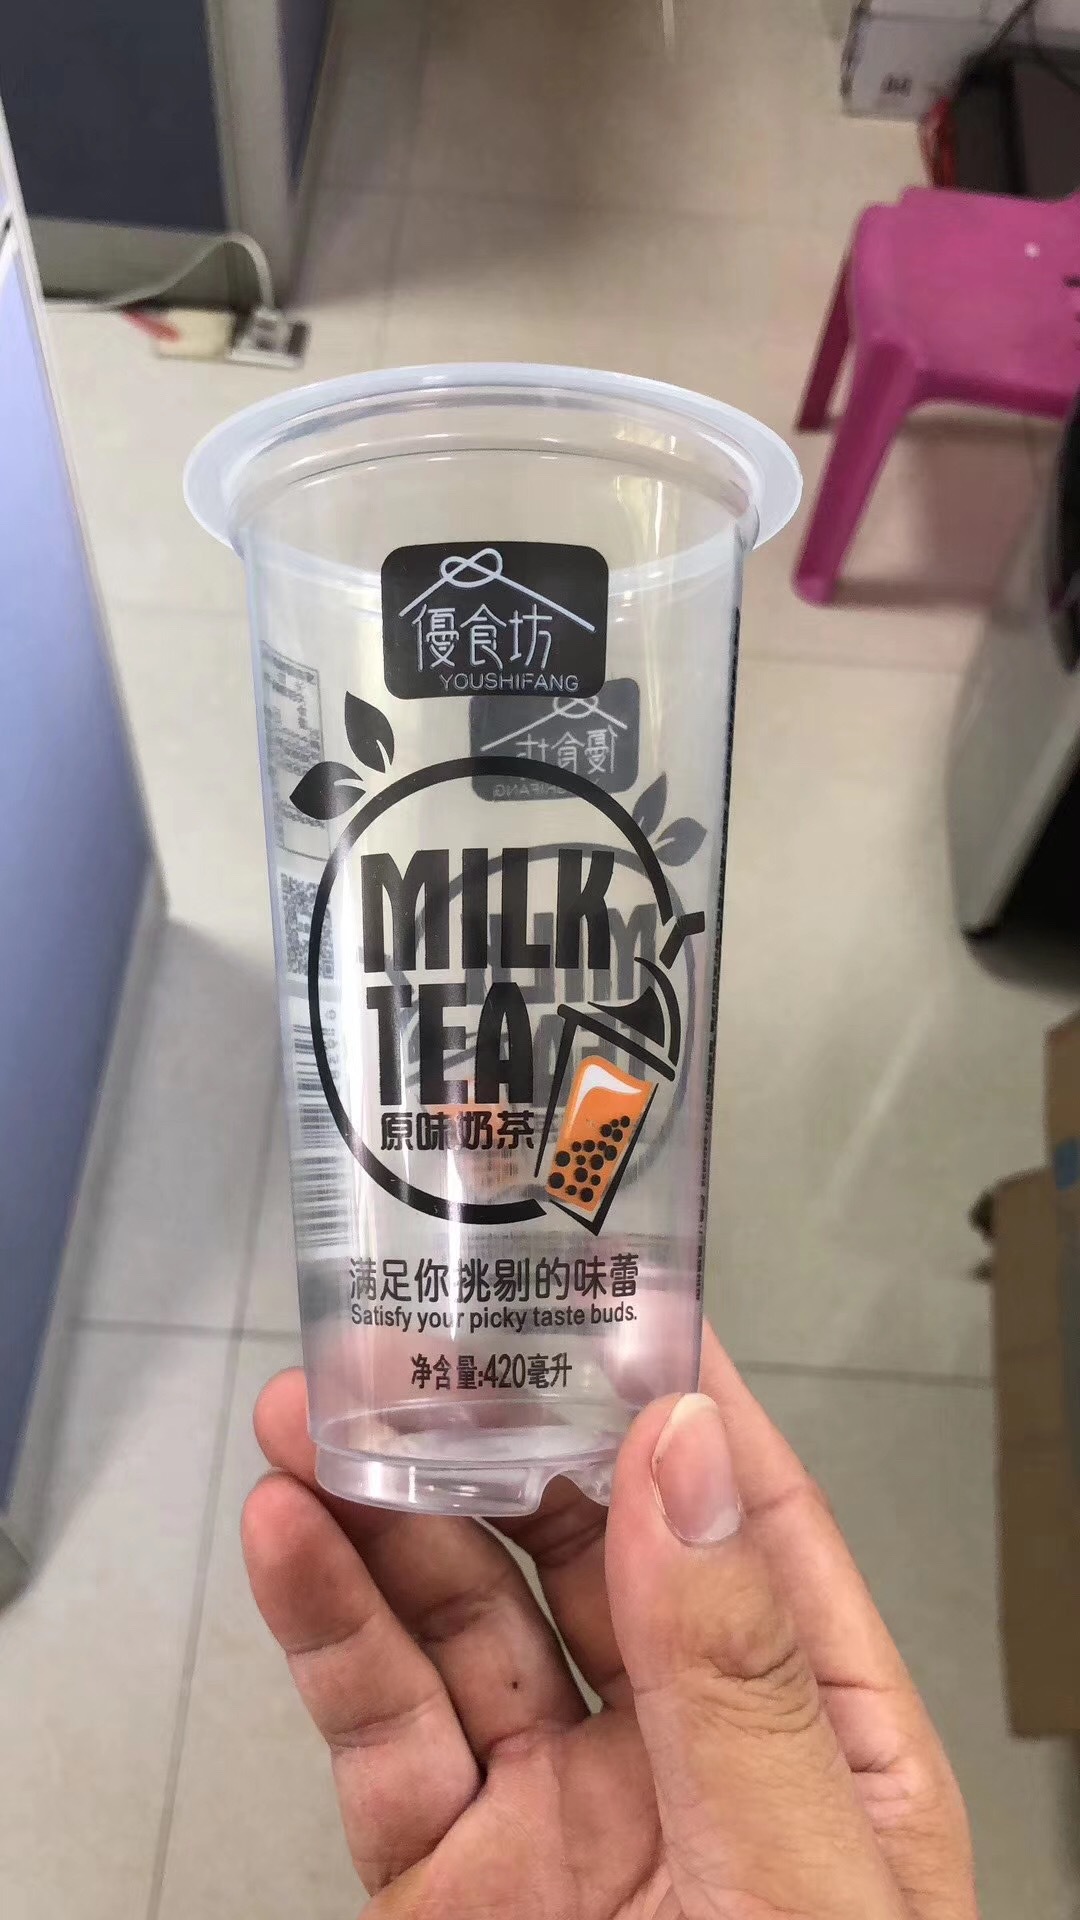 優食坊
YOUSHIFANG
MILK
TEA
原味奶茶
满足你挑剔的味蕾
Satisfy your picky taste buds.
净含量:420毫升